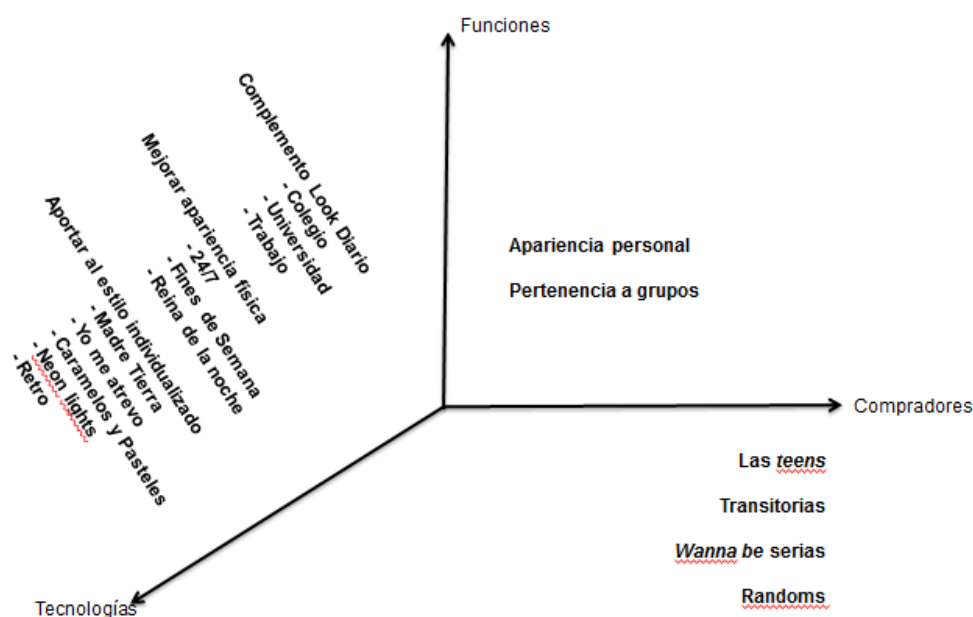 Funciones
Complemento Look Diario
- Colegio
- Universidad
- Trabajo
Mejorar apariencia física
- 24/7
- Fines de Semana
- Reina de la noche
Aportar al estilo individualizado
- Madre Tierra
- Yo me atrevo
- Caramelos y Pasteles
- Neon lights
- Retro
Apariencia personal
Pertenencia a grupos
Compradores
Las teens
Transitorias
Wanna be serias
Randoms
Tecnologías